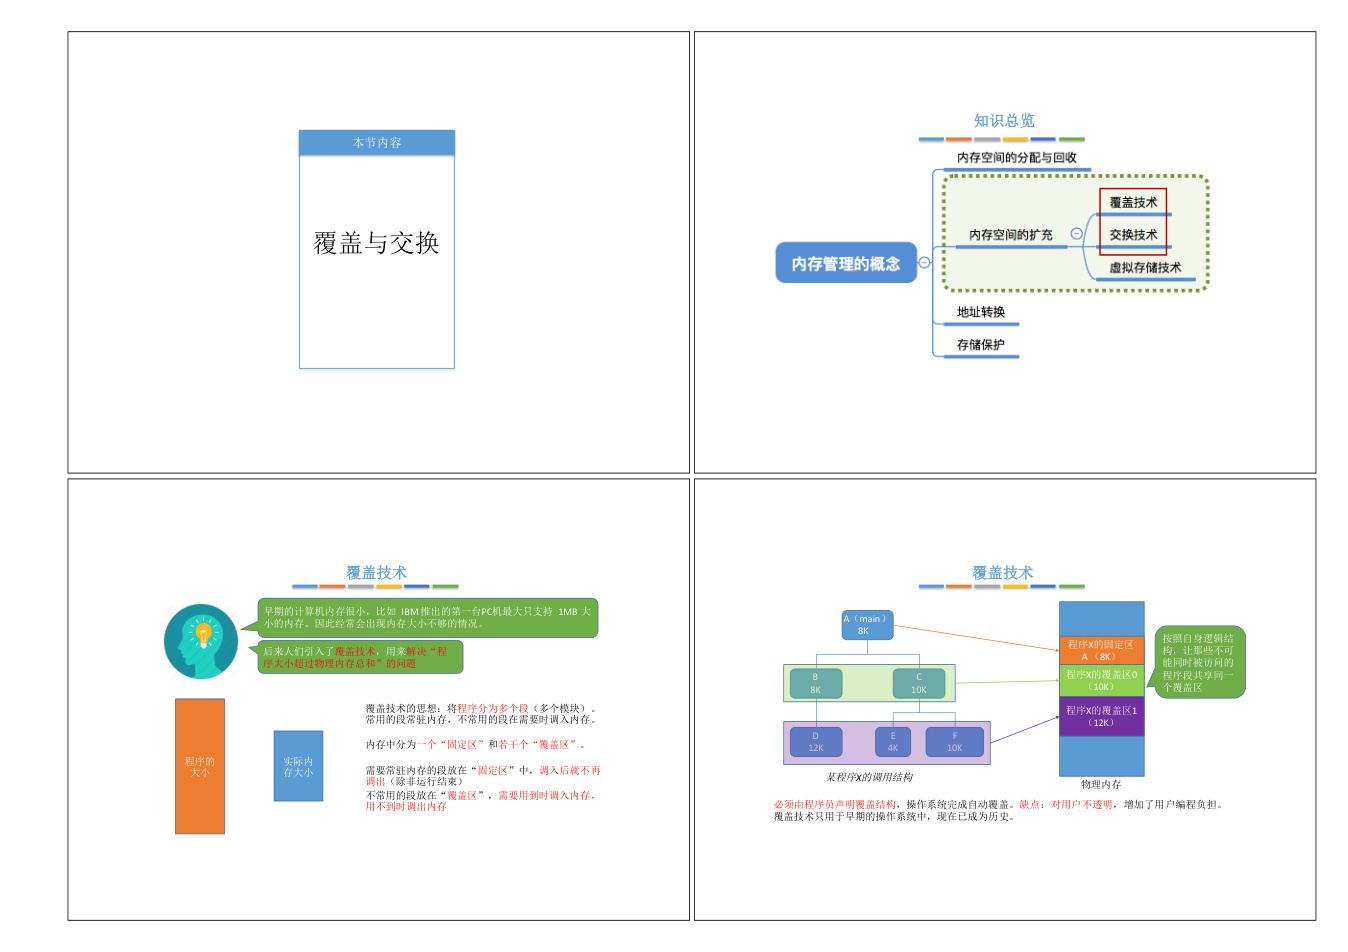 本节内容
覆盖与交换
知识总览
内存空间的分配与回收
覆盖技术
内存空间的扩充
交换技术
内存管理的概念
虚拟存储技术
地址转换
存储保护
覆盖技术
早期的计算机内存很小，比如 IBM 推出的第一台PC机最大只支持 1MB 大
小的内存。因此经常会出现内存大小不够的情况。
后来人们引入了覆盖技术，用来解决“程
序大小超过物理内存总和”的问题
程序的
大小
实际内
存大小
覆盖技术的思想：将程序分为多个段（多个模块）。
常用的段常驻内存，不常用的段在需要时调入内存。
内存中分为一个“固定区”和若干个“覆盖区”。
需要常驻内存的段放在“固定区”中，调入后就不再
调出（除非运行结束）
不常用的段放在“覆盖区”，需要用到时调入内存，
用不到时调出内存
覆盖技术
A（main）
8K
B
8K
C
10K
D
12K
E
4K
F
10K
某程序X的调用结构
程序X的固定区
A （8K）
程序X的覆盖区0
（10K）
程序X的覆盖区1
（12K）
物理内存
按照自身逻辑结
构，让那些不可
能同时被访问的
程序段共享同一
个覆盖区
必须由程序员声明覆盖结构，操作系统完成自动覆盖。缺点：对用户不透明，增加了用户编程负担。
覆盖技术只用于早期的操作系统中，现在已成为历史。